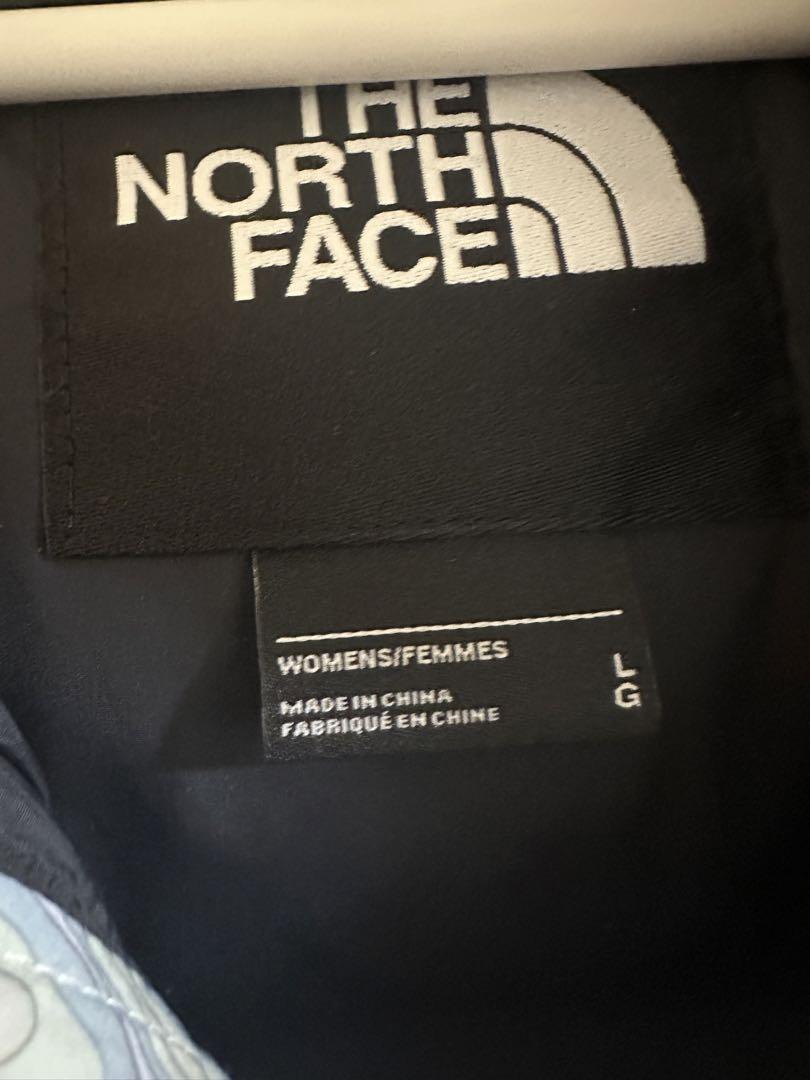 THE
NORTH
FACE
WOMENS/FEMMES
L
G
MADE IN CHINA
FABRIQUÉ EN CHINE